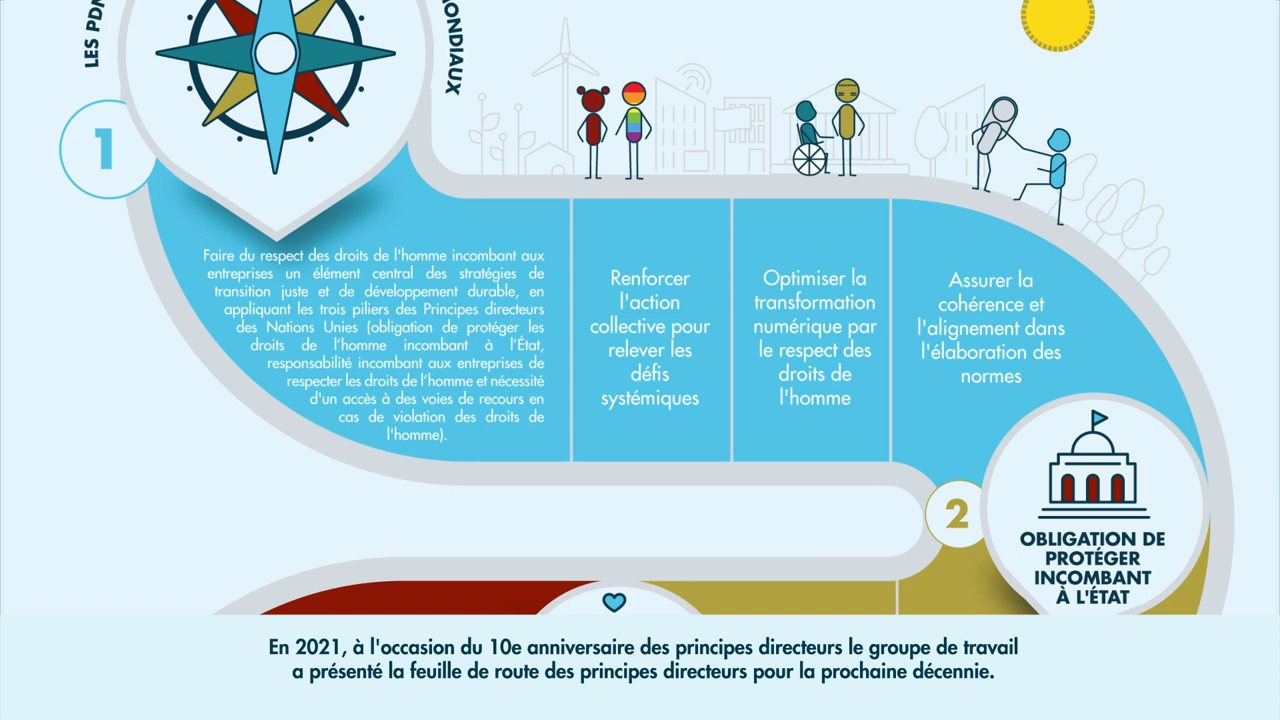 LES
MONDIAUX
1
Faire du respect des droits de l'homme incombant aux
entreprises un élément central des stratégies de
transition juste et de développement durable, en
appliquant les trois piliers des Principes directeurs
des Nations Unies (obligation de protéger les
droits de l'homme incombant à l'État,
responsabilité incombant aux entreprises de
respecter les droits de l'homme et nécessité
d'un accès à des voies de recours en
cas de violation des droits de
l'homme).
Renforcer
l'action
collective pour
relever les
défis
systémiques
Optimiser la
transformation
numérique par
le respect des
droits de
l'homme
Assurer la
cohérence et
l'alignement dans
l'élaboration des
normes
2
OBLIGATION DE
PROTÉGER
INCOMBANT
À L'ÉTAT
En 2021, à l'occasion du 10e anniversaire des principes directeurs le groupe de travail
a présenté la feuille de route des principes directeurs pour la prochaine décennie.